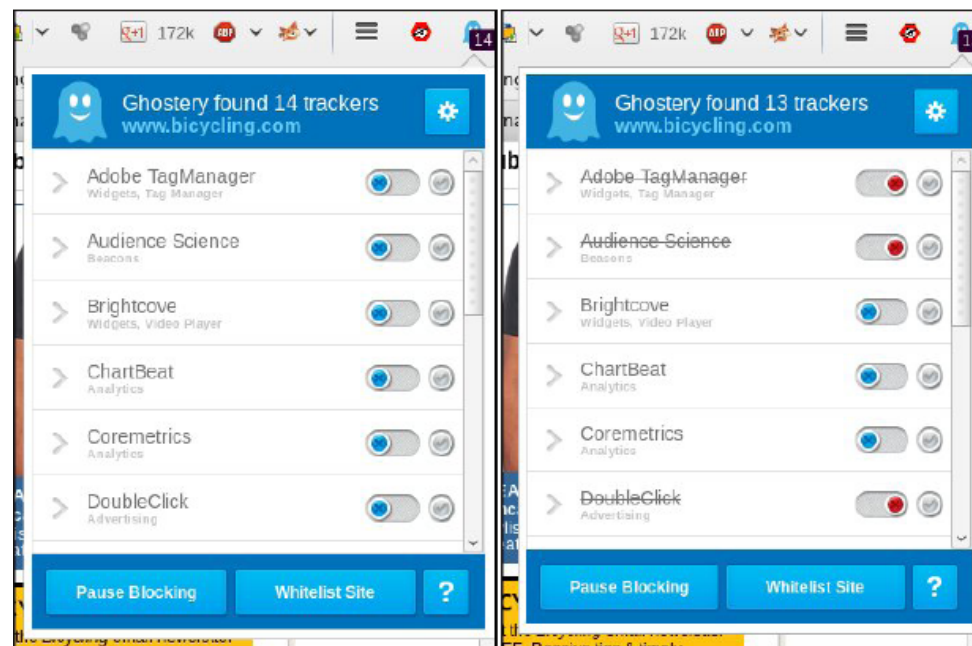 172k
ABP
14
Ghostery found 14 trackers
www.bicycling.com
Adobe TagManager
Widgets, Tag Manager
Audience Science
Beacons
Brightcove
Widgets, Video Player
ChartBeat
Analytics
Coremetrics
Analytics
DoubleClick
Advertising
Pause Blocking
Whitelist Site
?
172k
ABP
Ghostery found 13 trackers
www.bicycling.com
Adobe TagManager
Widgets, Tag Manager
Audience Science
Beacons
Brightcove
Widgets, Video Player
ChartBeat
Analytics
Coremetrics
Analytics
DoubleClick
Advertising
Pause Blocking
Whitelist Site
?